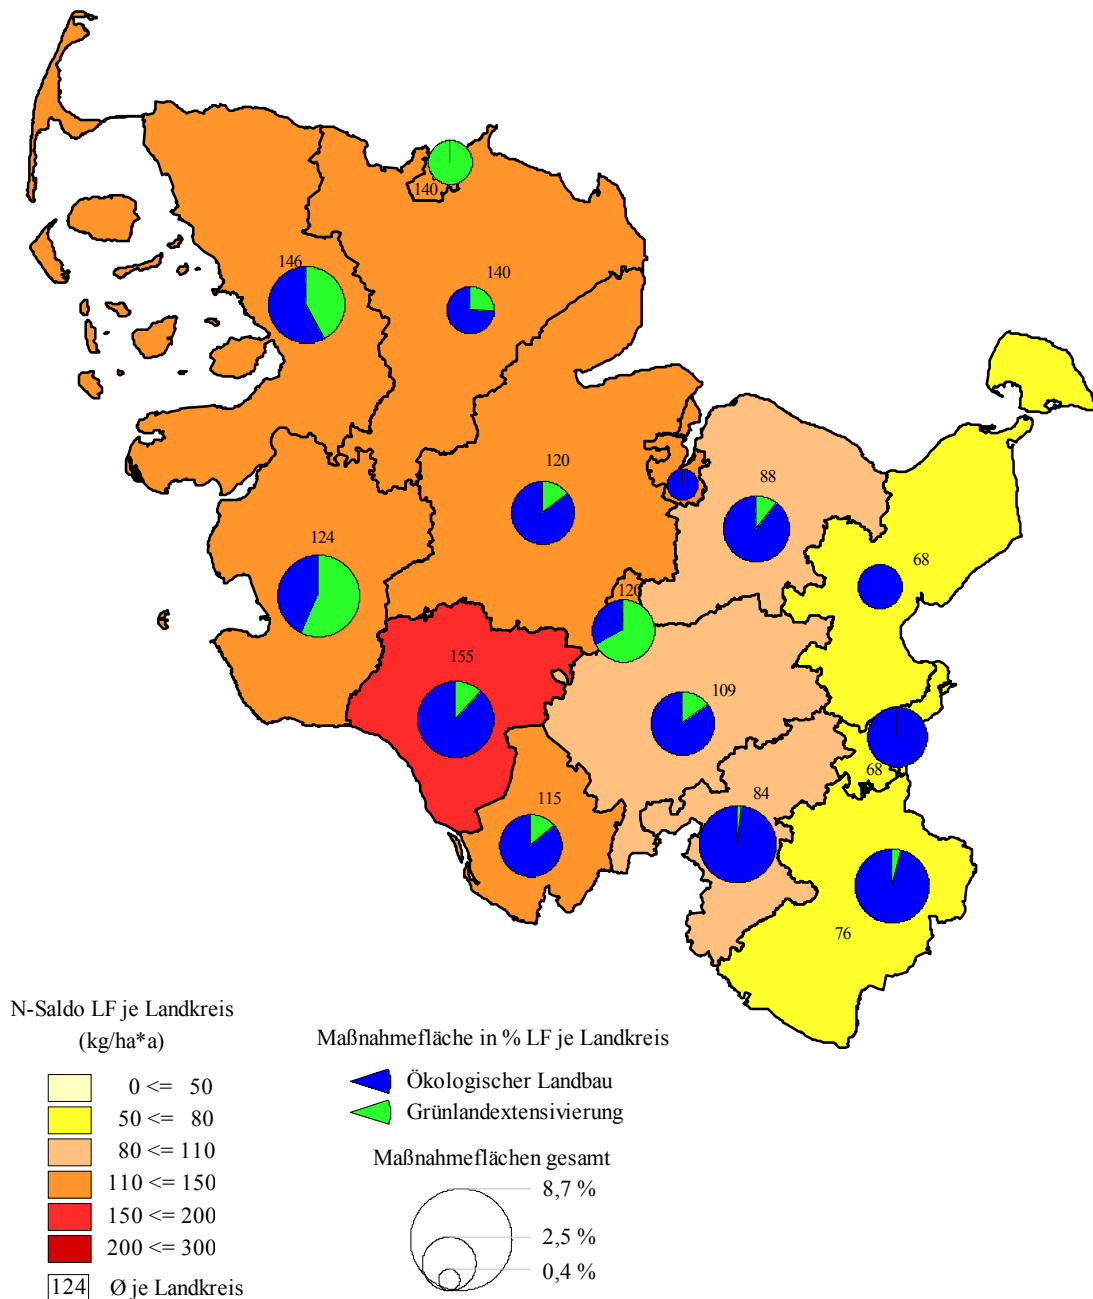 140
146
140
120
88
124
68
120
155
109
68
115
84
76
N-Saldo LF je Landkreis
(kg/ha*a)
0 <= 50
50 <= 80
80 <= 110
110 <= 150
150 <= 200
200 <= 300
124 Ø je Landkreis
Maßnahmefläche in % LF je Landkreis
Ökologischer Landbau
Grünlandextensivierung
Maßnahmeflächen gesamt
8,7 %
2,5 %
0,4 %